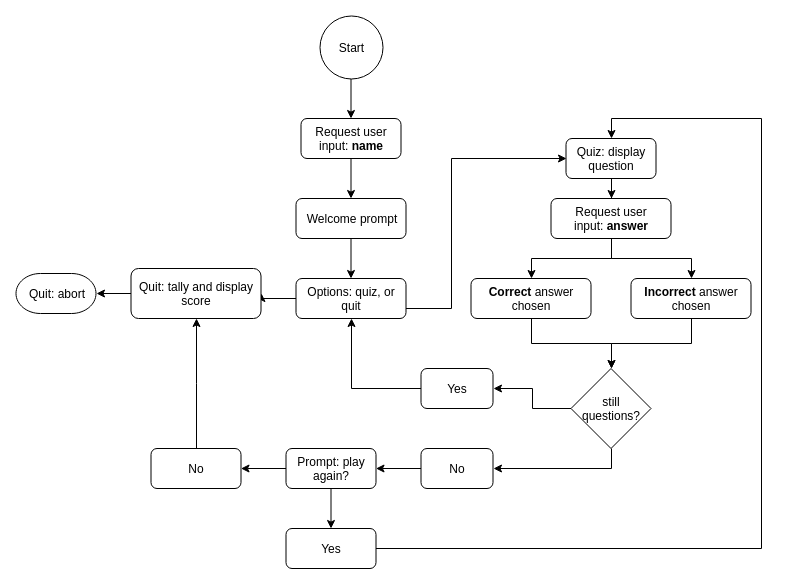 Start
Request user
input: name
Welcome prompt
Options: quiz, or
quit
Quit: tally and display
score
Quit: abort
Quiz: display
question
Request user
input: answer
Correct answer
chosen
Incorrect answer
chosen
still
questions?
Yes
No
Prompt: play
again?
No
Yes